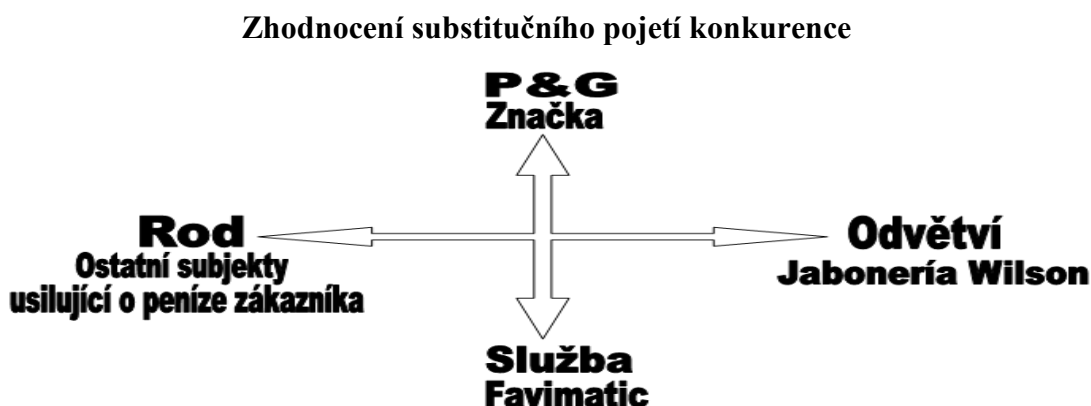 Zhodnocení substitučního pojetí konkurence
P&G
Značka
Rod
Ostatní subjekty
usilující o peníze zákazníka
Odvětví
Jabonería Wilson
Služba
Favimatic